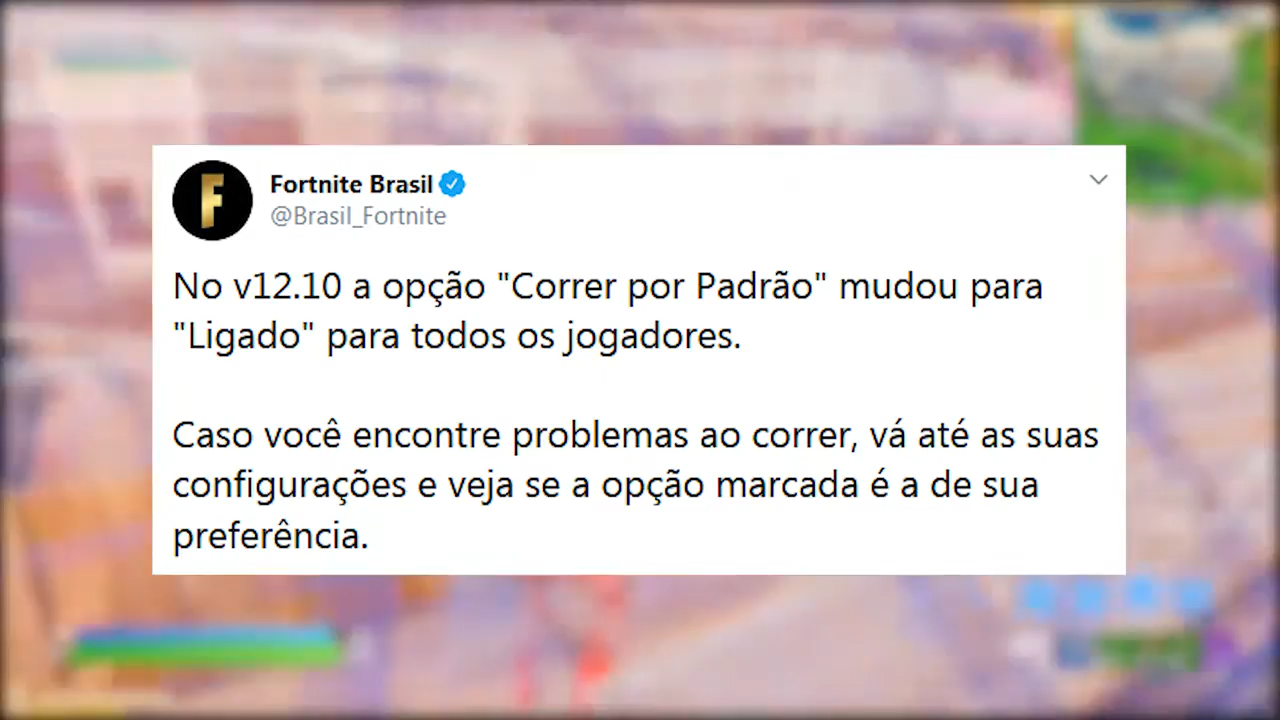 Fortnite Brasil
@Brasil_Fortnite
No v12.10 a opção "Correr por Padrão" mudou para
"Ligado" para todos os jogadores.
Caso você encontre problemas ao correr, vá até as suas
configurações e veja se a opção marcada é a de sua
preferência.